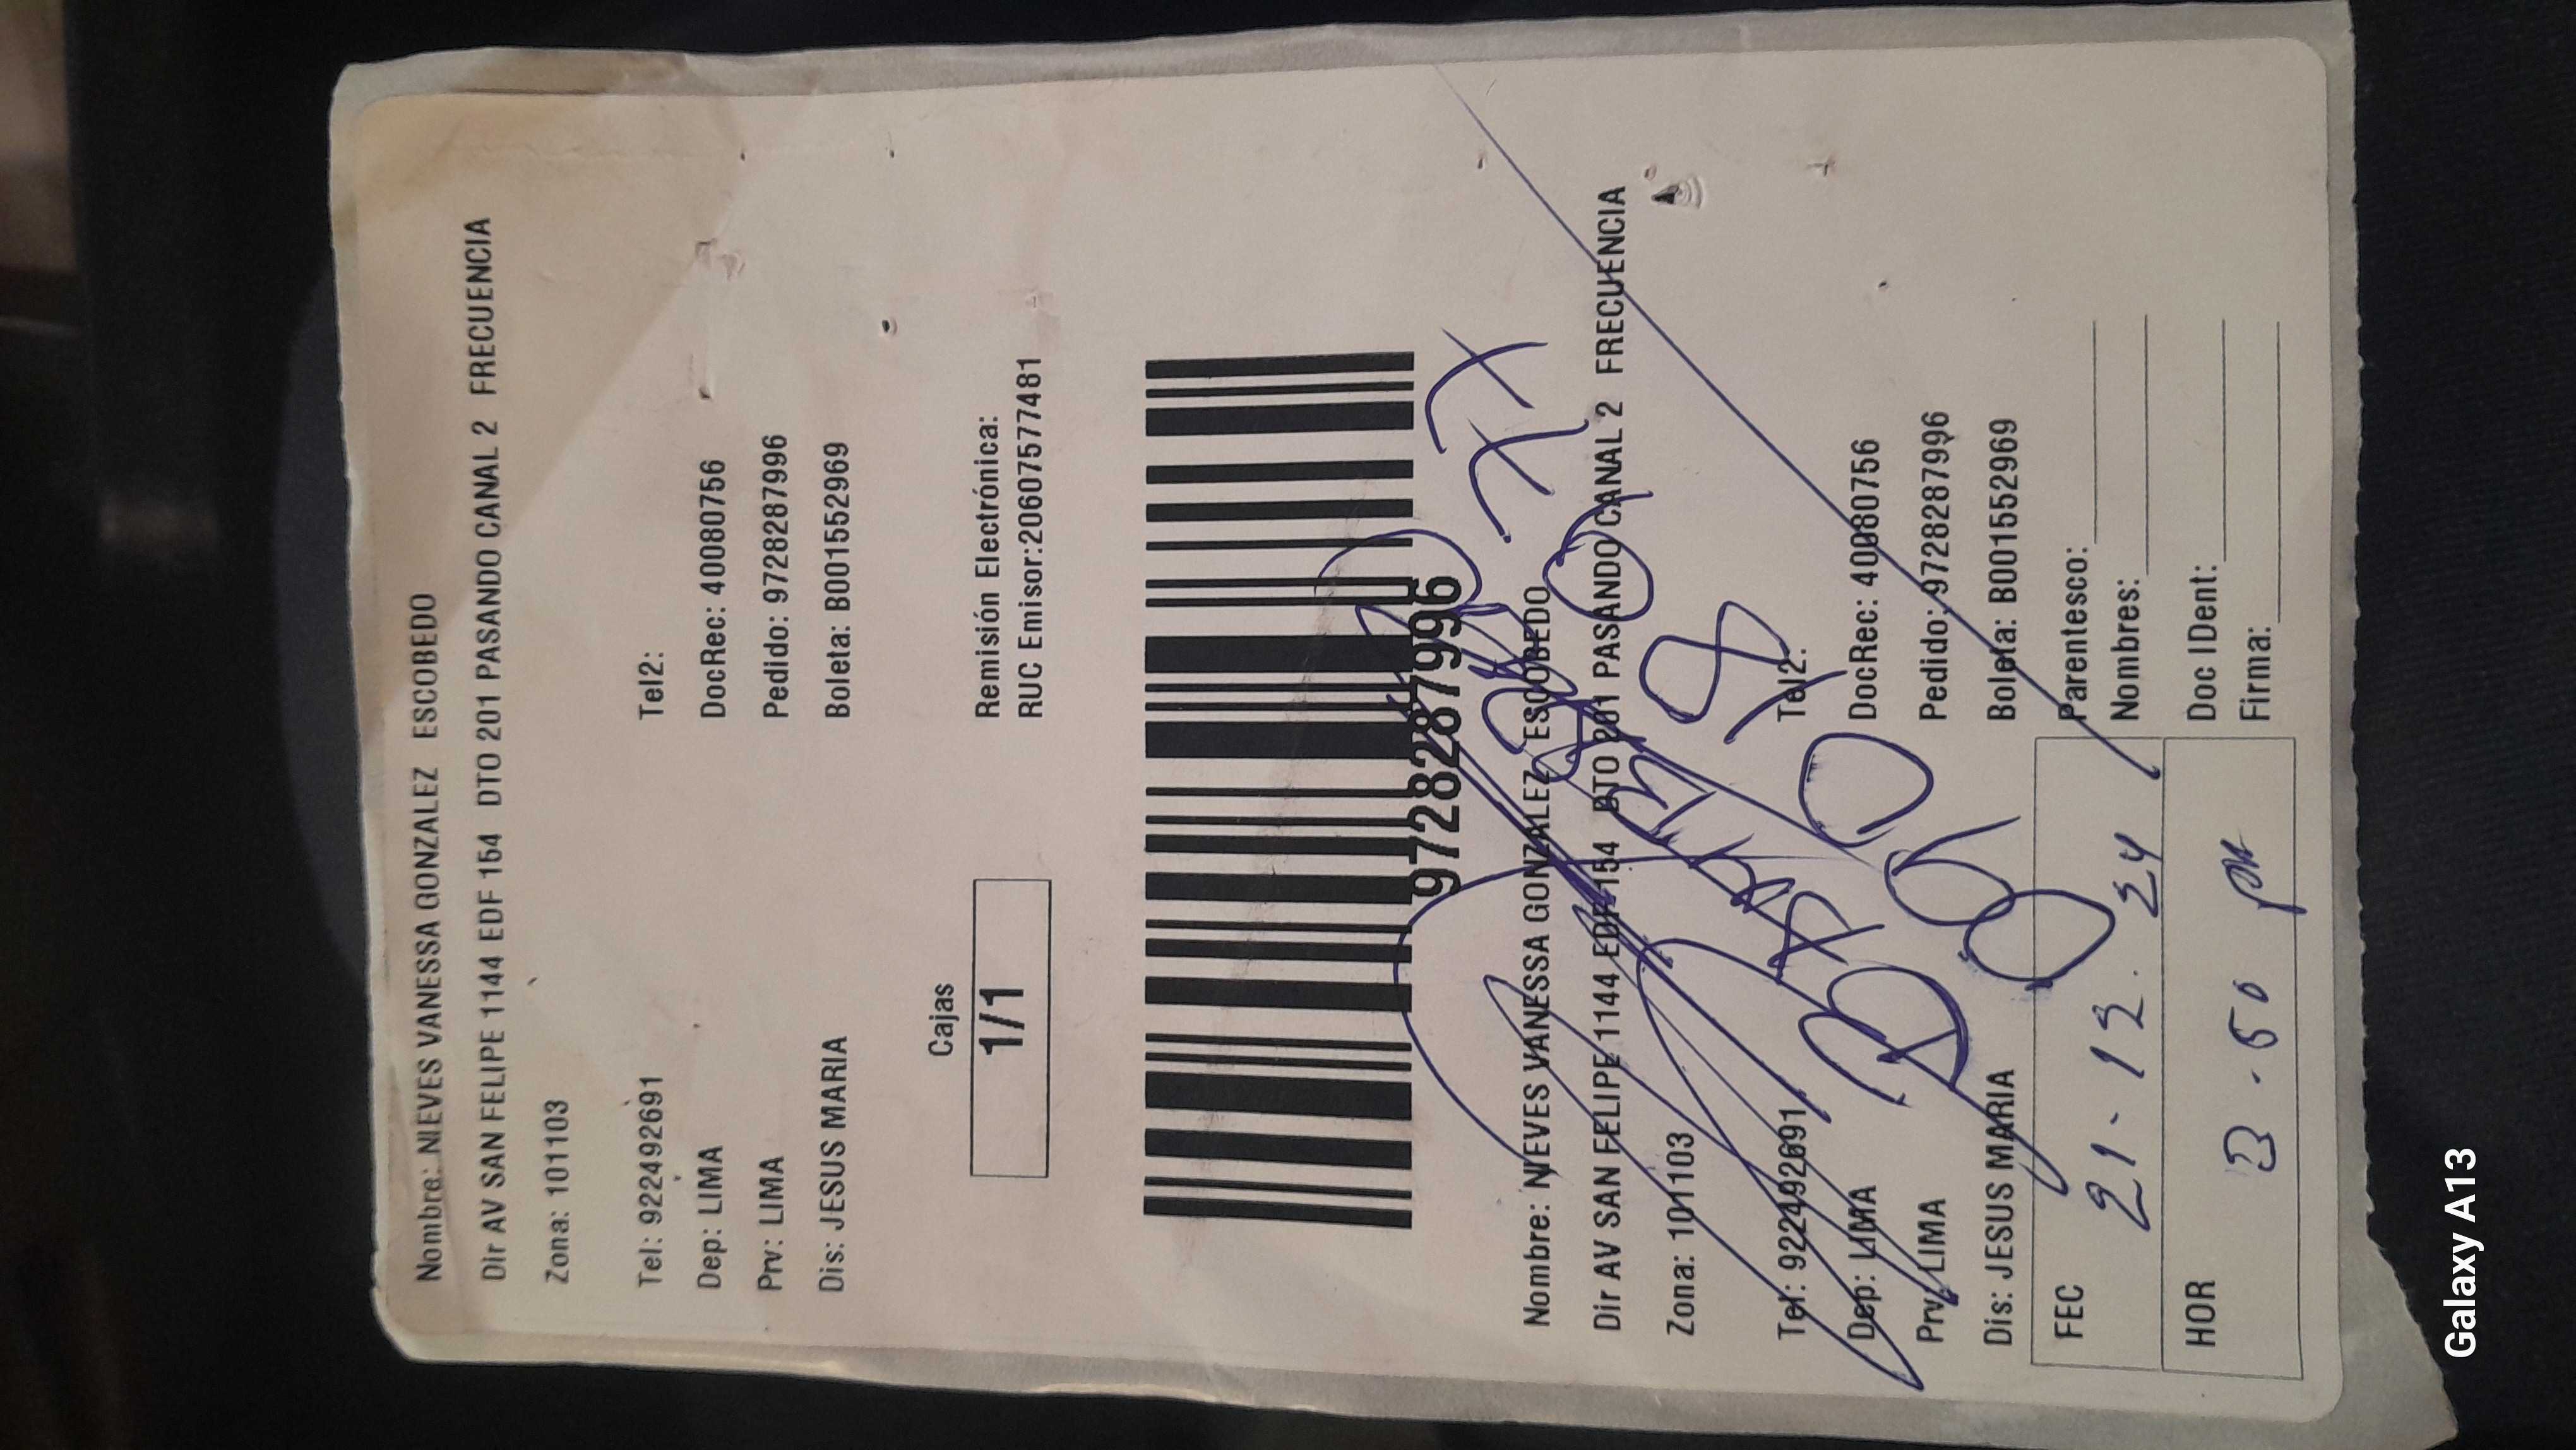 Nombre: NIEVES VANESSA GONZALEZ ESCOBEDO
Dir AV SAN FELIPE 1144 EDF 154 DTO 201 PASANDO CANAL 2 FRECUENCIA
Zona: 101103
Tel: 922492691 Tel2:
Dep: LIMA DocRec: 40080756
Prv: LIMA Pedido: 9728287996
Dis: JESUS MARIA Boleta: B001552969
Cajas
1/1
Remisión Electrónica:
RUC Emisor:20607577481
9728287996
Nombre: NIEVES VANESSA GONZALEZ ESCOBEDO
Dir AV SAN FELIPE 1144 EDF 154 DTO 201 PASANDO CANAL 2 FRECUENCIA
Zona: 101103
Tel: 922492691 Tel2:
Dep: LIMA DocRec: 40080756
Prv: LIMA Pedido: 9728287996
Dis: JESUS MARIA Boleta: B001552969
FEC 21-12.24
Parentesco:
Nombres:
HOR 3.50 pm
Doc IDent:
Firma:
Galaxy A13